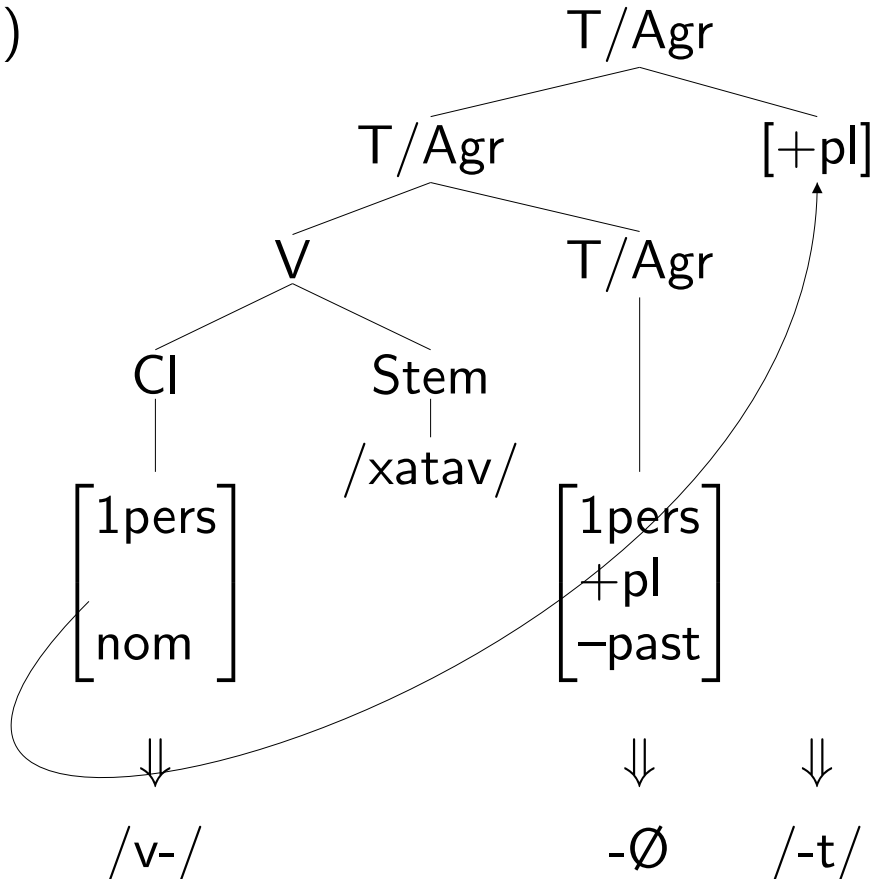 )
T/Agr
T/Agr [+pl]
V T/Agr
Cl Stem
/xatav/
1pers 1pers
+pl
nom –past
⇓ ⇓ ⇓
/v-/ -Ø /-t/